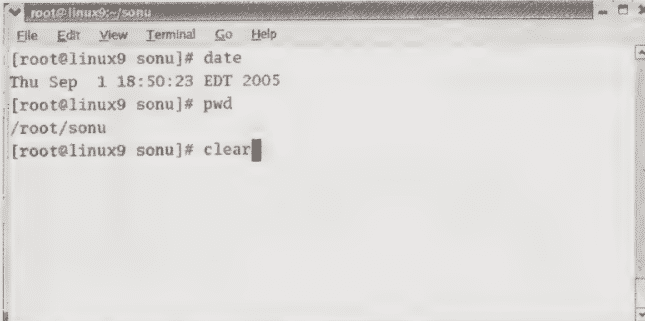 root@linux9:~/sonu
File Edit View Terminal Go Help
[root@linux9 sonu]# date
Thu Sep  1 18:50:23 EDT 2005
[root@linux9 sonu]# pwd
/root/sonu
[root@linux9 sonu]# clear